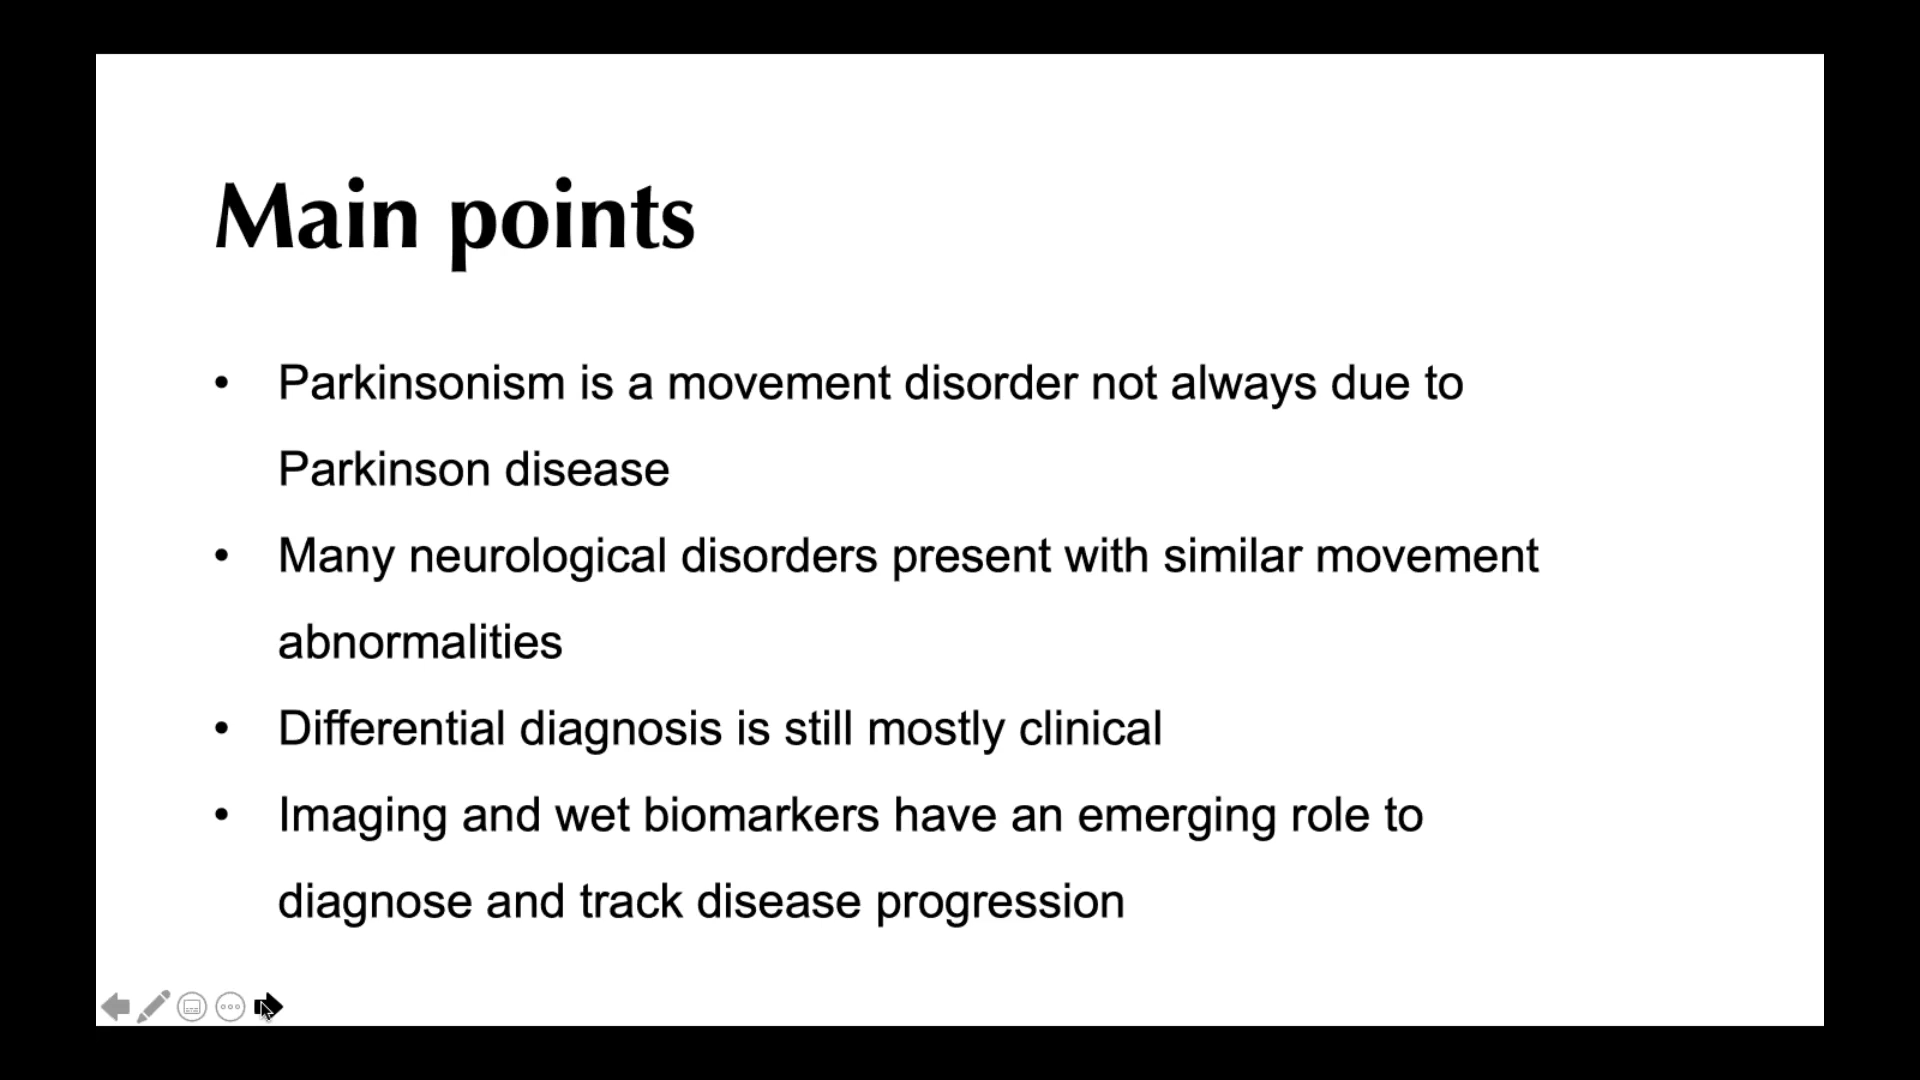 Main points
• Parkinsonism is a movement disorder not always due to
Parkinson disease
• Many neurological disorders present with similar movement
abnormalities
• Differential diagnosis is still mostly clinical
• Imaging and wet biomarkers have an emerging role to
diagnose and track disease progression